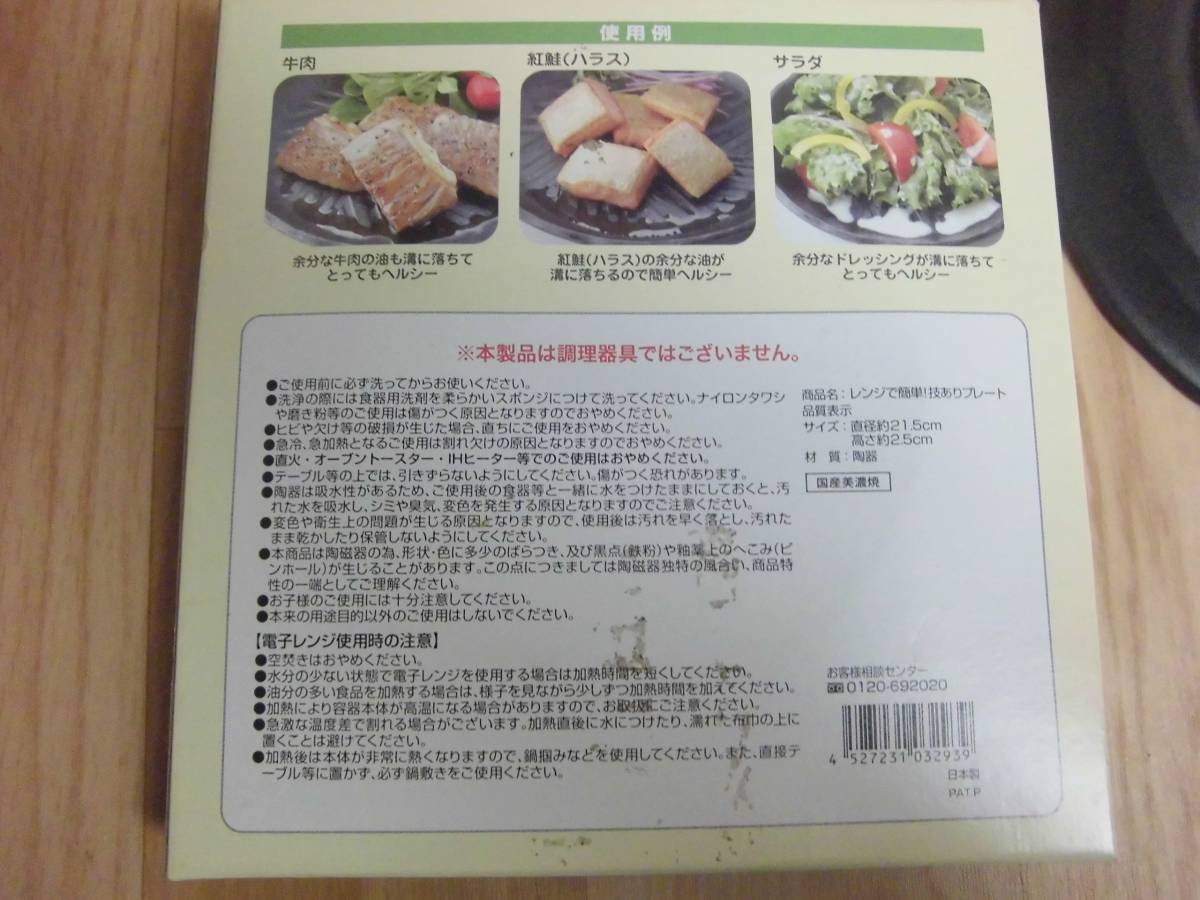 使用例
牛肉
紅鮭(ハラス)
サラダ
余分な牛肉の油も溝に落ちて
とってもヘルシー
紅鮭(ハラス)の余分な油が
溝に落ちるので簡単ヘルシー
余分なドレッシングが溝に落ちて
とってもヘルシー
※本製品は調理器具ではございません。
●ご使用前に必ず洗ってからお使いください。
●洗浄の際には食器用洗剤を柔らかいスポンジにつけて洗ってください。ナイロンタワシ
や磨き粉等のご使用は傷がつく原因となりますのでおやめください。
●ヒビや欠け等の破損が生じた場合、直ちにご使用をおやめください。
●急冷、急加熱となるご使用は割れ欠けの原因となりますのでおやめください。
●直火・オーブントースター・IHヒーター等でのご使用はおやめください。
●テーブル等の上では、引きずらないようにしてください。傷がつく恐れがあります。
●陶器は吸水性があるため、ご使用後の食器等と一緒に水をつけたままにしておくと、汚
れた水を吸水し、シミや臭気、変色を発生する原因となりますのでご注意ください。
●変色や衛生上の問題が生じる原因となりますので、使用後は汚れを早く落とし、汚れた
まま乾かしたり保管しないようにしてください。
●本商品は陶磁器の為、形状・色に多少のばらつき、及び黒点(鉄粉)や釉薬上のへこみ(ピ
ンホール)が生じることがあります。この点につきましては陶磁器独特の風合い、商品特
性の一端としてご理解ください。
●お子様のご使用には十分注意してください。
●本来の用途目的以外のご使用はしないでください。
【電子レンジ使用時の注意】
●空焚きはおやめください。
●水分の少ない状態で電子レンジを使用する場合は加熱時間を短くしてください。
●油分の多い食品を加熱する場合は、様子を見ながら少しずつ加熱時間を加えてください。
●加熱により容器本体が高温になる場合がありますので、お取扱にご注意ください。
●急激な温度差で割れる場合がございます。加熱直後に水につけたり、濡れた布巾の上に
置くことは避けてください。
●加熱後は本体が非常に熱くなりますので、鍋掴みなどを使用してください。また、直接テ
ーブル等に置かず、必ず鍋敷きをご使用ください。
商品名：レンジで簡単!技ありプレート
品質表示
サイズ：直径約21.5cm
高さ約2.5cm
材 質：陶器
国産美濃焼
お客様相談センター
0120-692020
4 527231 032939
日本製
PAT.P